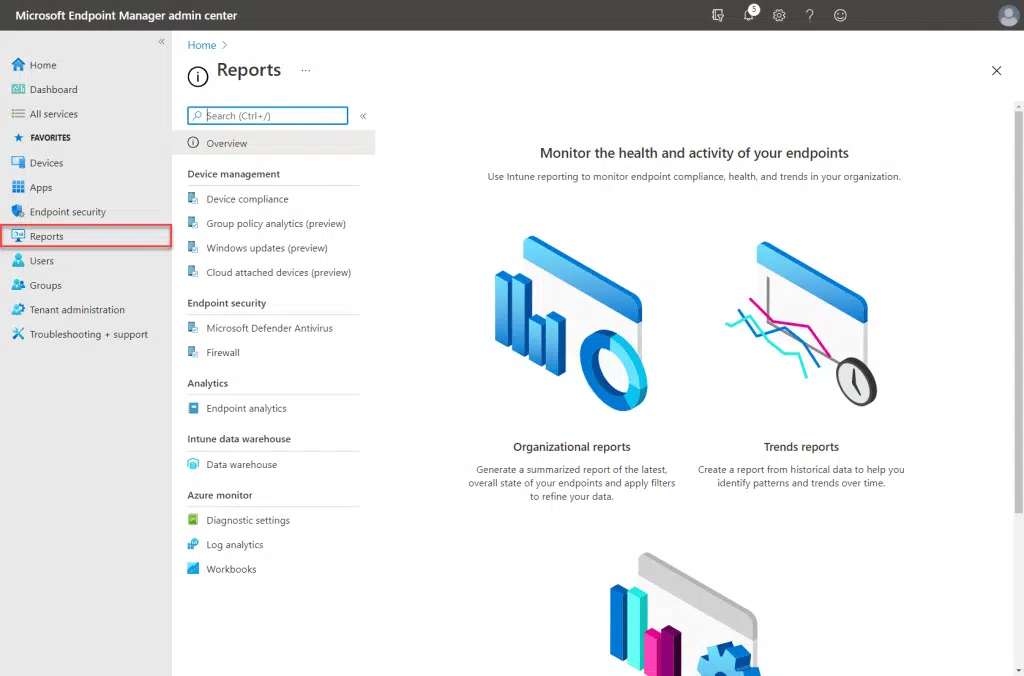 Microsoft Endpoint Manager admin center
5
Home
Dashboard
All services
FAVORITES
Devices
Apps
Endpoint security
Reports
Users
Groups
Tenant administration
Troubleshooting + support
Home
Reports
...
Search (Ctrl+/)
Overview
Device management
Device compliance
Group policy analytics (preview)
Windows updates (preview)
Cloud attached devices (preview)
Endpoint security
Microsoft Defender Antivirus
Firewall
Analytics
Endpoint analytics
Intune data warehouse
Data warehouse
Azure monitor
Diagnostic settings
Log analytics
Workbooks
Monitor the health and activity of your endpoints
Use Intune reporting to monitor endpoint compliance, health, and trends in your organization.
Organizational reports
Generate a summarized report of the latest,
overall state of your endpoints and apply filters
to refine your data.
Trends reports
Create a report from historical data to help you
identify patterns and trends over time.